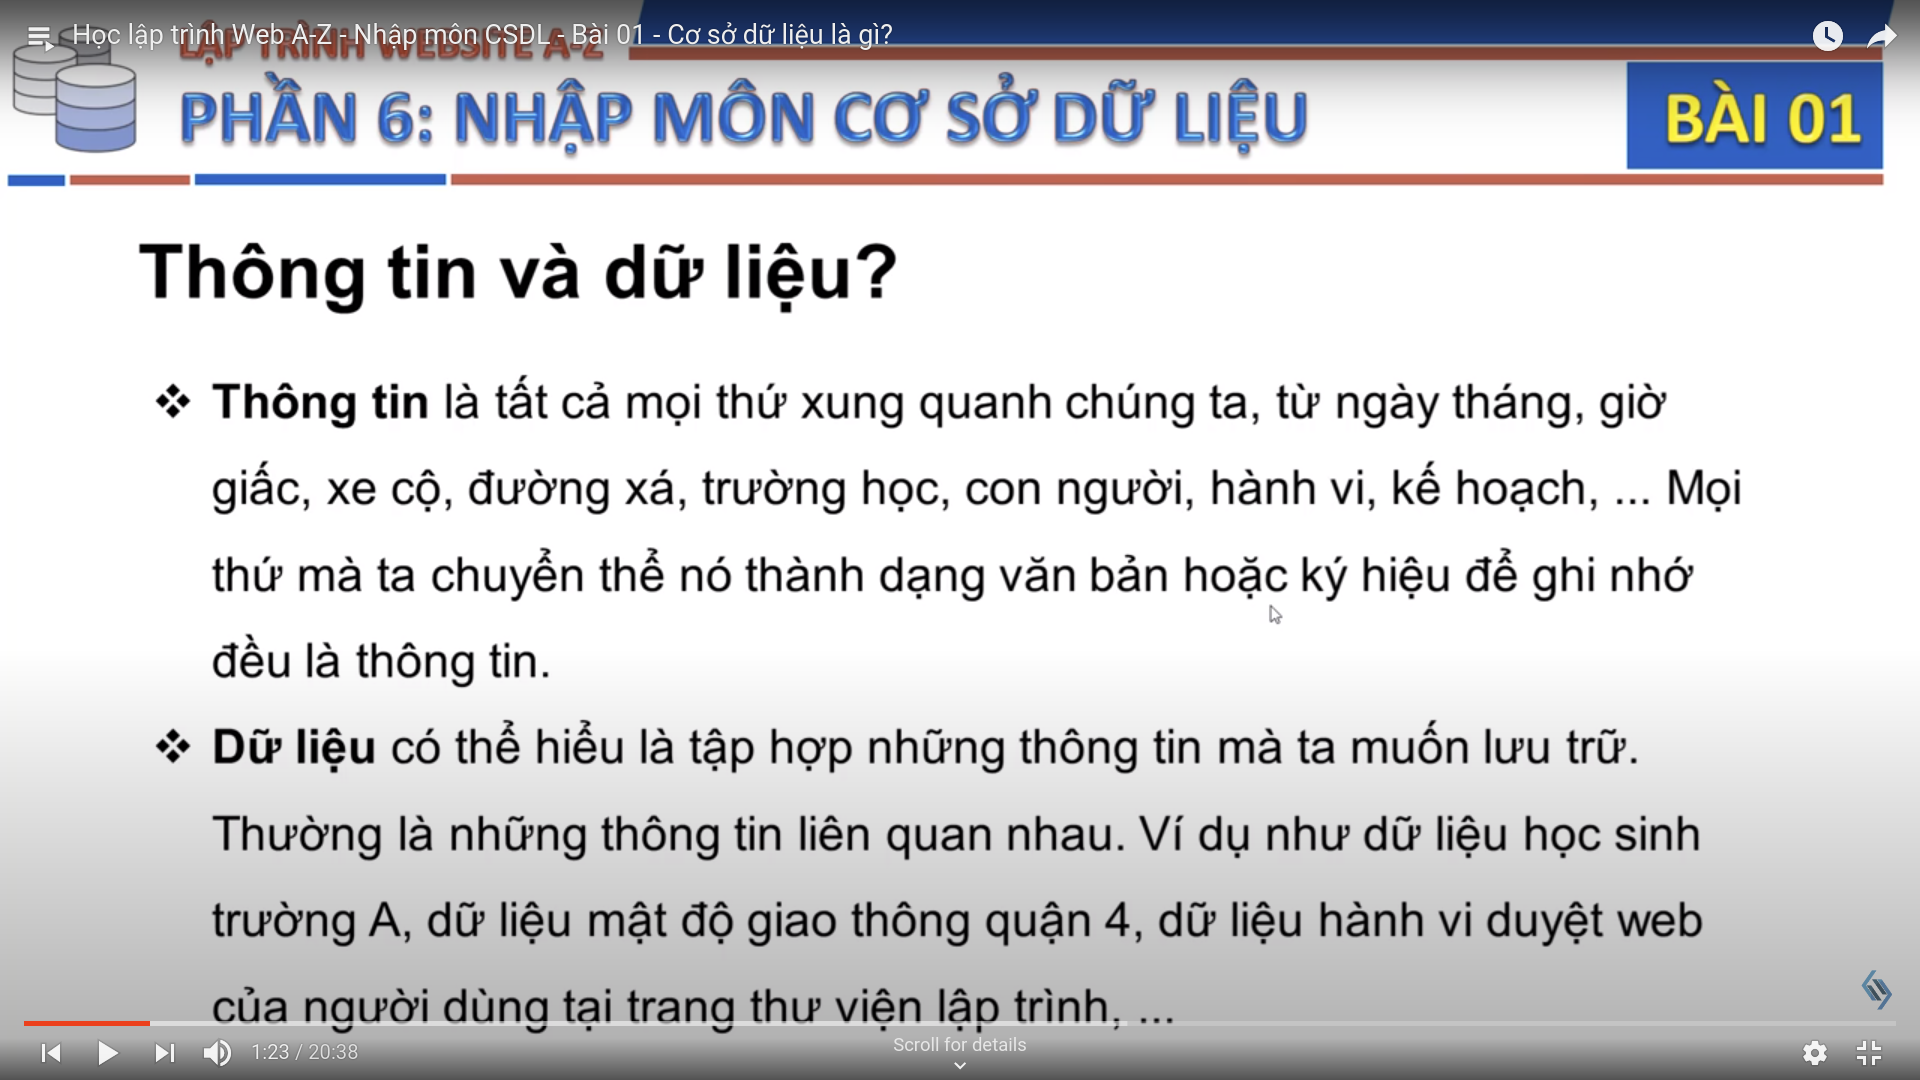 Học lập trình Web A-Z - Nhập môn CSDL - Bài 01 - Cơ sở dữ liệu là gì?
LẬP TRÌNH WEBSITE A-Z
PHẦN 6: NHẬP MÔN CƠ SỞ DỮ LIỆU
BÀI 01
Thông tin và dữ liệu?
❖ Thông tin là tất cả mọi thứ xung quanh chúng ta, từ ngày tháng, giờ
giấc, xe cộ, đường xá, trường học, con người, hành vi, kế hoạch, ... Mọi
thứ mà ta chuyển thể nó thành dạng văn bản hoặc ký hiệu để ghi nhớ
đều là thông tin.
❖ Dữ liệu có thể hiểu là tập hợp những thông tin mà ta muốn lưu trữ.
Thường là những thông tin liên quan nhau. Ví dụ như dữ liệu học sinh
trường A, dữ liệu mật độ giao thông quận 4, dữ liệu hành vi duyệt web
của người dùng tại trang thư viện lập trình, ...
1:23 / 20:38
Scroll for details